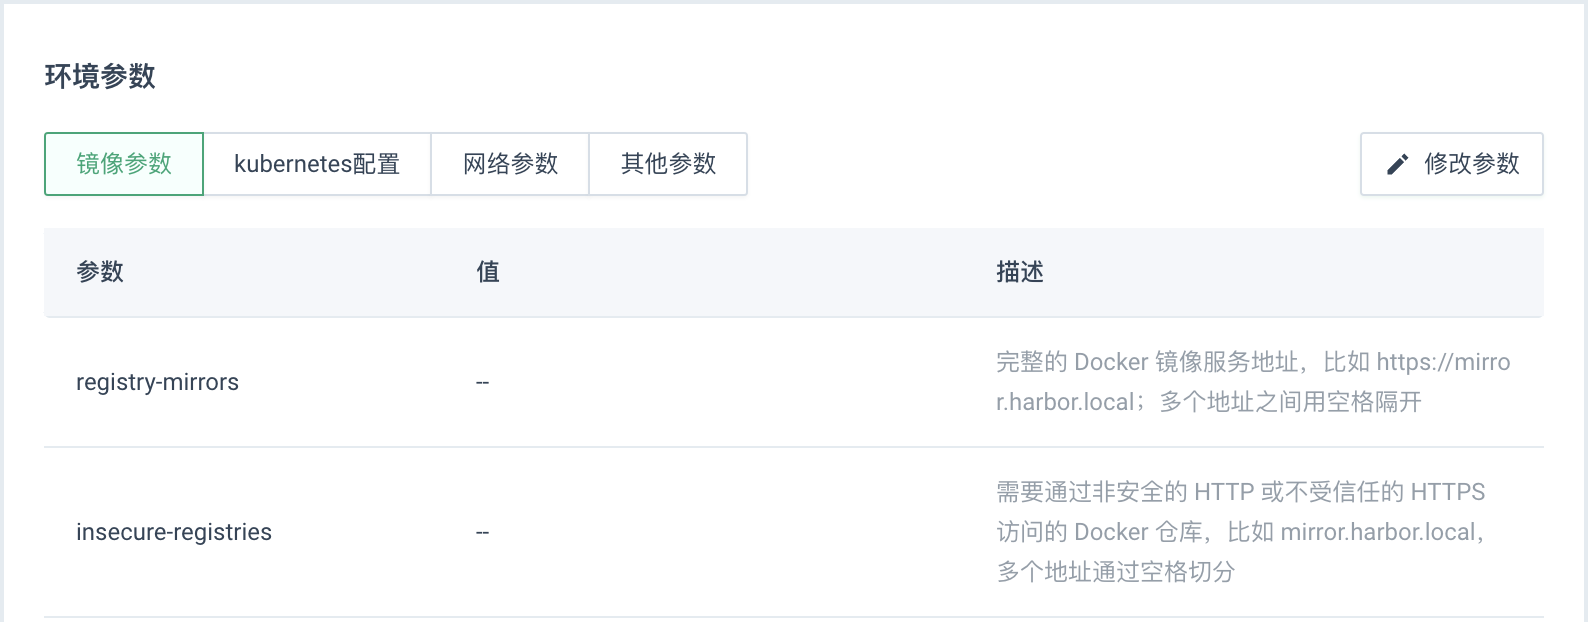 环境参数
镜像参数 kubernetes配置 网络参数 其他参数 修改参数
参数 值 描述
registry-mirrors -- 完整的 Docker 镜像服务地址，比如 https://mirro
r.harbor.local；多个地址之间用空格隔开
insecure-registries -- 需要通过非安全的 HTTP 或不受信任的 HTTPS
访问的 Docker 仓库，比如 mirror.harbor.local，
多个地址通过空格切分